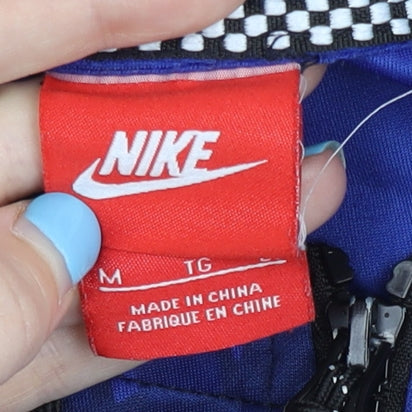 NIKE
M TG
MADE IN CHINA
FABRIQUE EN CHINE